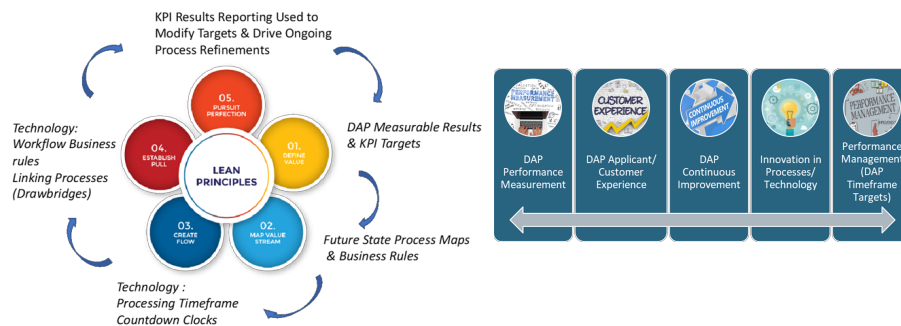 KPI Results Reporting Used to
Modify Targets & Drive Ongoing
Process Refinements
05.
PURSUIT
PERFECTION
Technology:
Workflow Business
rules
Linking Processes
(Drawbridges)
04.
ESTABLISH
PULL
LEAN
PRINCIPLES
01.
DEFINE
VALUE
DAP Measurable Results
& KPI Targets
03.
CREATE
FLOW
02.
MAP VALUE
STREAM
Future State Process Maps
& Business Rules
Technology :
Processing Timeframe
Countdown Clocks
PERFORMANCE
MEASUREMENT
DAP
Performance
Measurement
CUSTOMER
EXPERIENCE
DAP Applicant/
Customer
Experience
CONTINUOUS
IMPROVEMENT
DAP
Continuous
Improvement
Innovation in
Processes/
Technology
PERFORMANCE
MANAGEMENT
Performance
Management
(DAP
Timeframe
Targets)